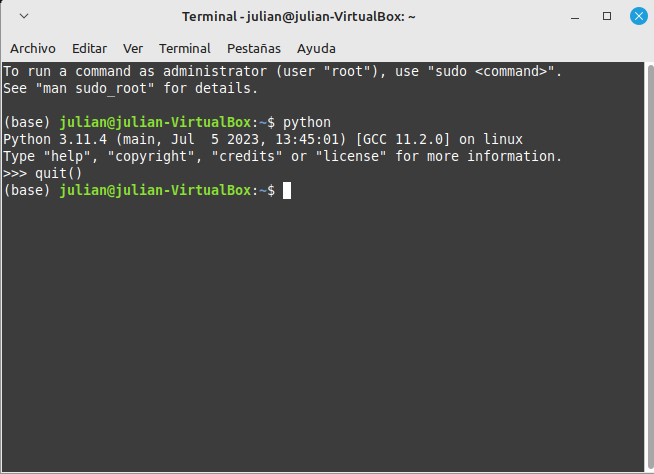 Terminal - julian@julian-VirtualBox: ~
Archivo Editar Ver Terminal Pestañas Ayuda
To run a command as administrator (user "root"), use "sudo <command>".
See "man sudo_root" for details.
(base) julian@julian-VirtualBox:~$ python
Python 3.11.4 (main, Jul  5 2023, 13:45:01) [GCC 11.2.0] on linux
Type "help", "copyright", "credits" or "license" for more information.
>>> quit()
(base) julian@julian-VirtualBox:~$